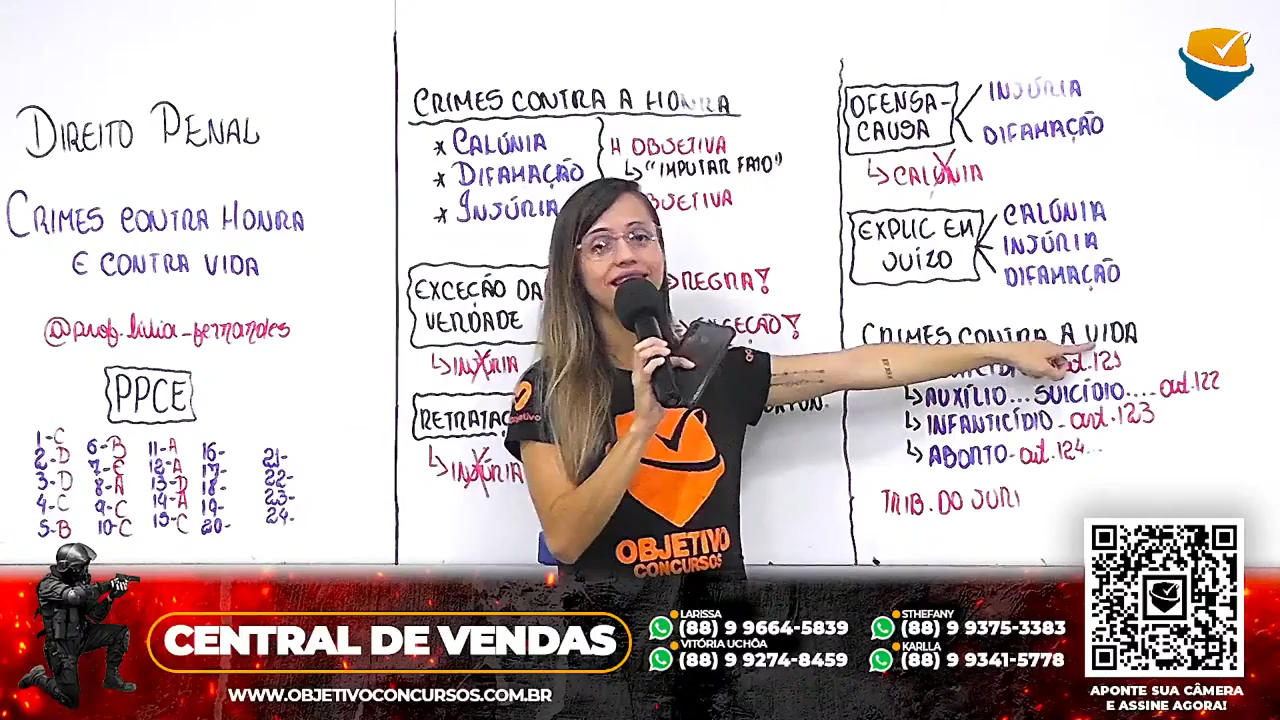 DIREITO PENAL
CRIMES CONTRA HONRA
E CONTRA VIDA
@prof.lilia_fernandes
PPCE
1-C 6-B 11-A 16- 21-
2-D 7-E 12-A 17- 22-
3-D 8-A 13-D 18- 23-
4-C 9-C 14-A 19- 24-
5-B 10-C 15-C 20-
CRIMES CONTRA A HONRA
* CALÚNIA
* DIFAMAÇÃO
* INJÚRIA
H OBJETIVA
"IMPUTAR FATO"
BJETIVA
EXCEÇÃO DA
VERDADE
REGRA!
EXCEÇÃO!
INJÚRIA
RETRATAÇ
INJÚRIA
OFENSA-
CAUSA
INJÚRIA
DIFAMAÇÃO
CALÚNIA
EXPLIC EM
JUÍZO
CALÚNIA
INJÚRIA
DIFAMAÇÃO
CRIMES CONTRA A VIDA
art.121
AUXÍLIO... SUICÍDIO.... art.122
INFANTICÍDIO - art.123
ABORTO - art.124...
TRIB. DO JURI
OBJETIVO
CONCURSOS
CENTRAL DE VENDAS
WWW.OBJETIVOCONCURSOS.COM.BR
LARISSA
(88) 9 9664-5839
VITÓRIA UCHÔA
(88) 9 9274-8459
STHEFANY
(88) 9 9375-3383
KARLLA
(88) 9 9341-5778
APONTE SUA CÂMERA
E ASSINE AGORA!